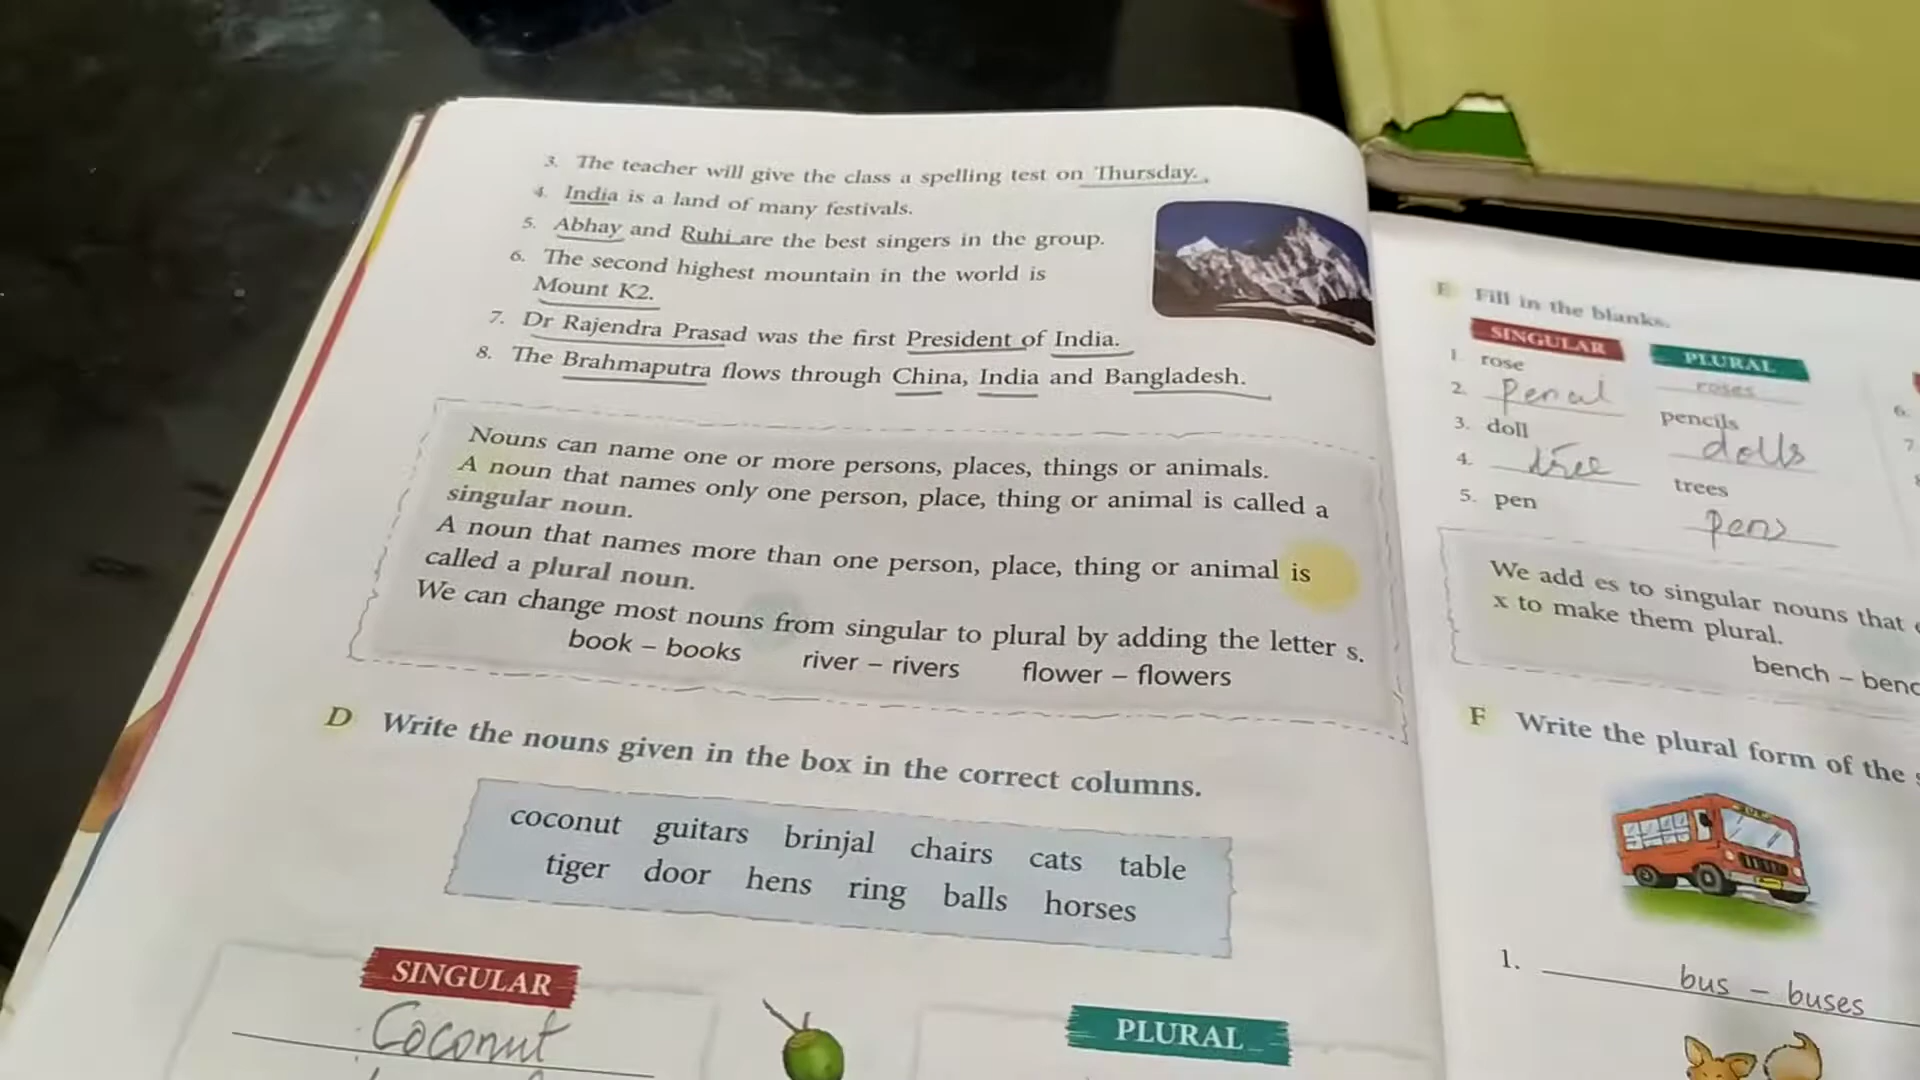 3. The teacher will give the class a spelling test on Thursday.
4. India is a land of many festivals.
5. Abhay and Ruhi are the best singers in the group.
6. The second highest mountain in the world is
Mount K2.
7. Dr Rajendra Prasad was the first President of India.
8. The Brahmaputra flows through China, India and Bangladesh.
Nouns can name one or more persons, places, things or animals.
A noun that names only one person, place, thing or animal is called a
singular noun.
A noun that names more than one person, place, thing or animal is
called a plural noun.
We can change most nouns from singular to plural by adding the letter s.
book – books river – rivers flower – flowers
D Write the nouns given in the box in the correct columns.
coconut guitars brinjal chairs cats table
tiger door hens ring balls horses
SINGULAR
Coconut
PLURAL
E Fill in the blanks.
SINGULAR PLURAL
1. rose roses
2. pencil pencils
3. doll dolls
4. tree trees
5. pen pens
6.
7.
We add es to singular nouns that
x to make them plural.
bench – benc
F Write the plural form of the
1. bus – buses